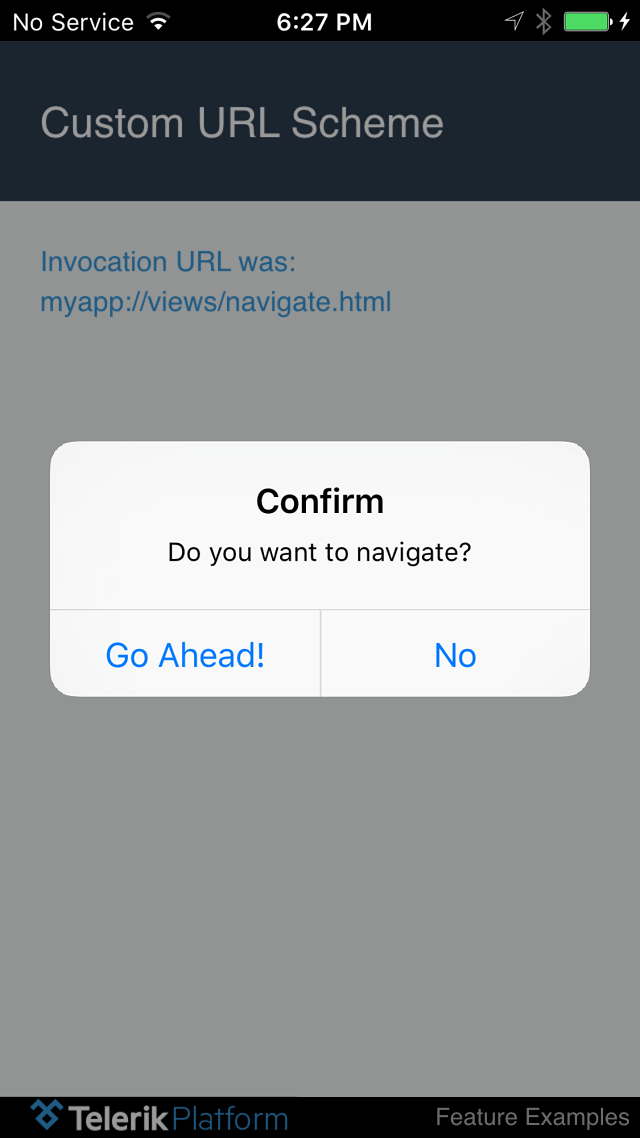 No Service 6:27 PM
Custom URL Scheme
Invocation URL was:
myapp://views/navigate.html
Confirm
Do you want to navigate?
Go Ahead! No
Telerik Platform Feature Examples